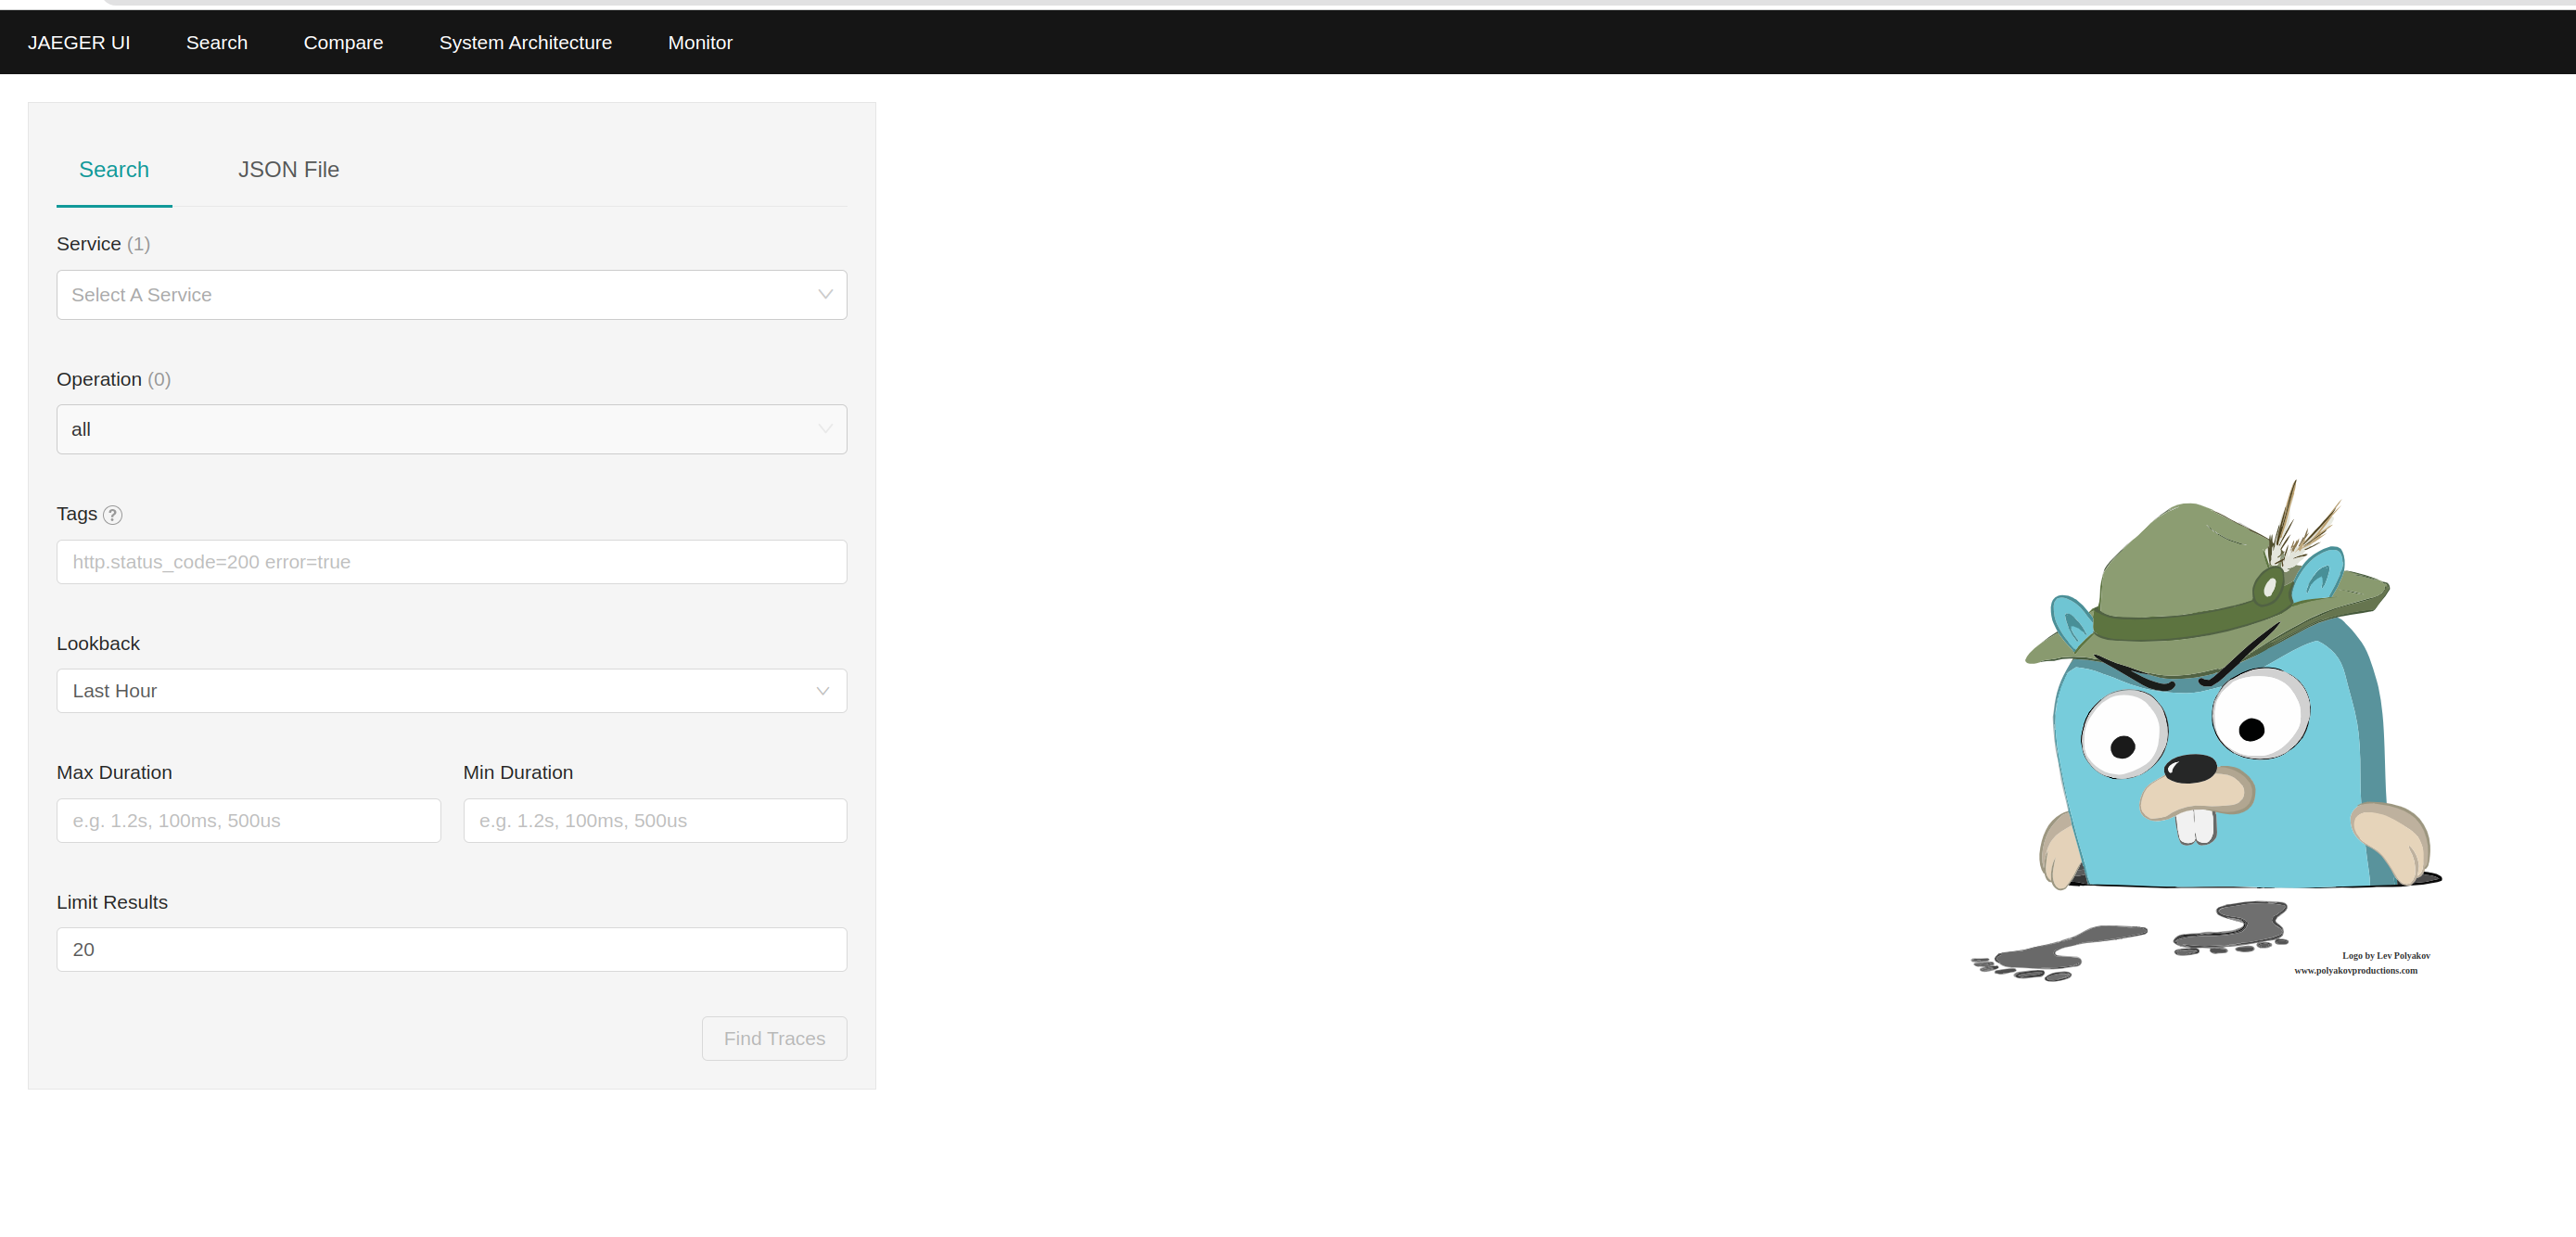 JAEGER UI Search Compare System Architecture Monitor
Search JSON File
Service (1)
Select A Service
Operation (0)
all
Tags ?
http.status_code=200 error=true
Lookback
Last Hour
Max Duration Min Duration
e.g. 1.2s, 100ms, 500us e.g. 1.2s, 100ms, 500us
Limit Results
20
Find Traces
Logo by Lev Polyakov
www.polyakovproductions.com